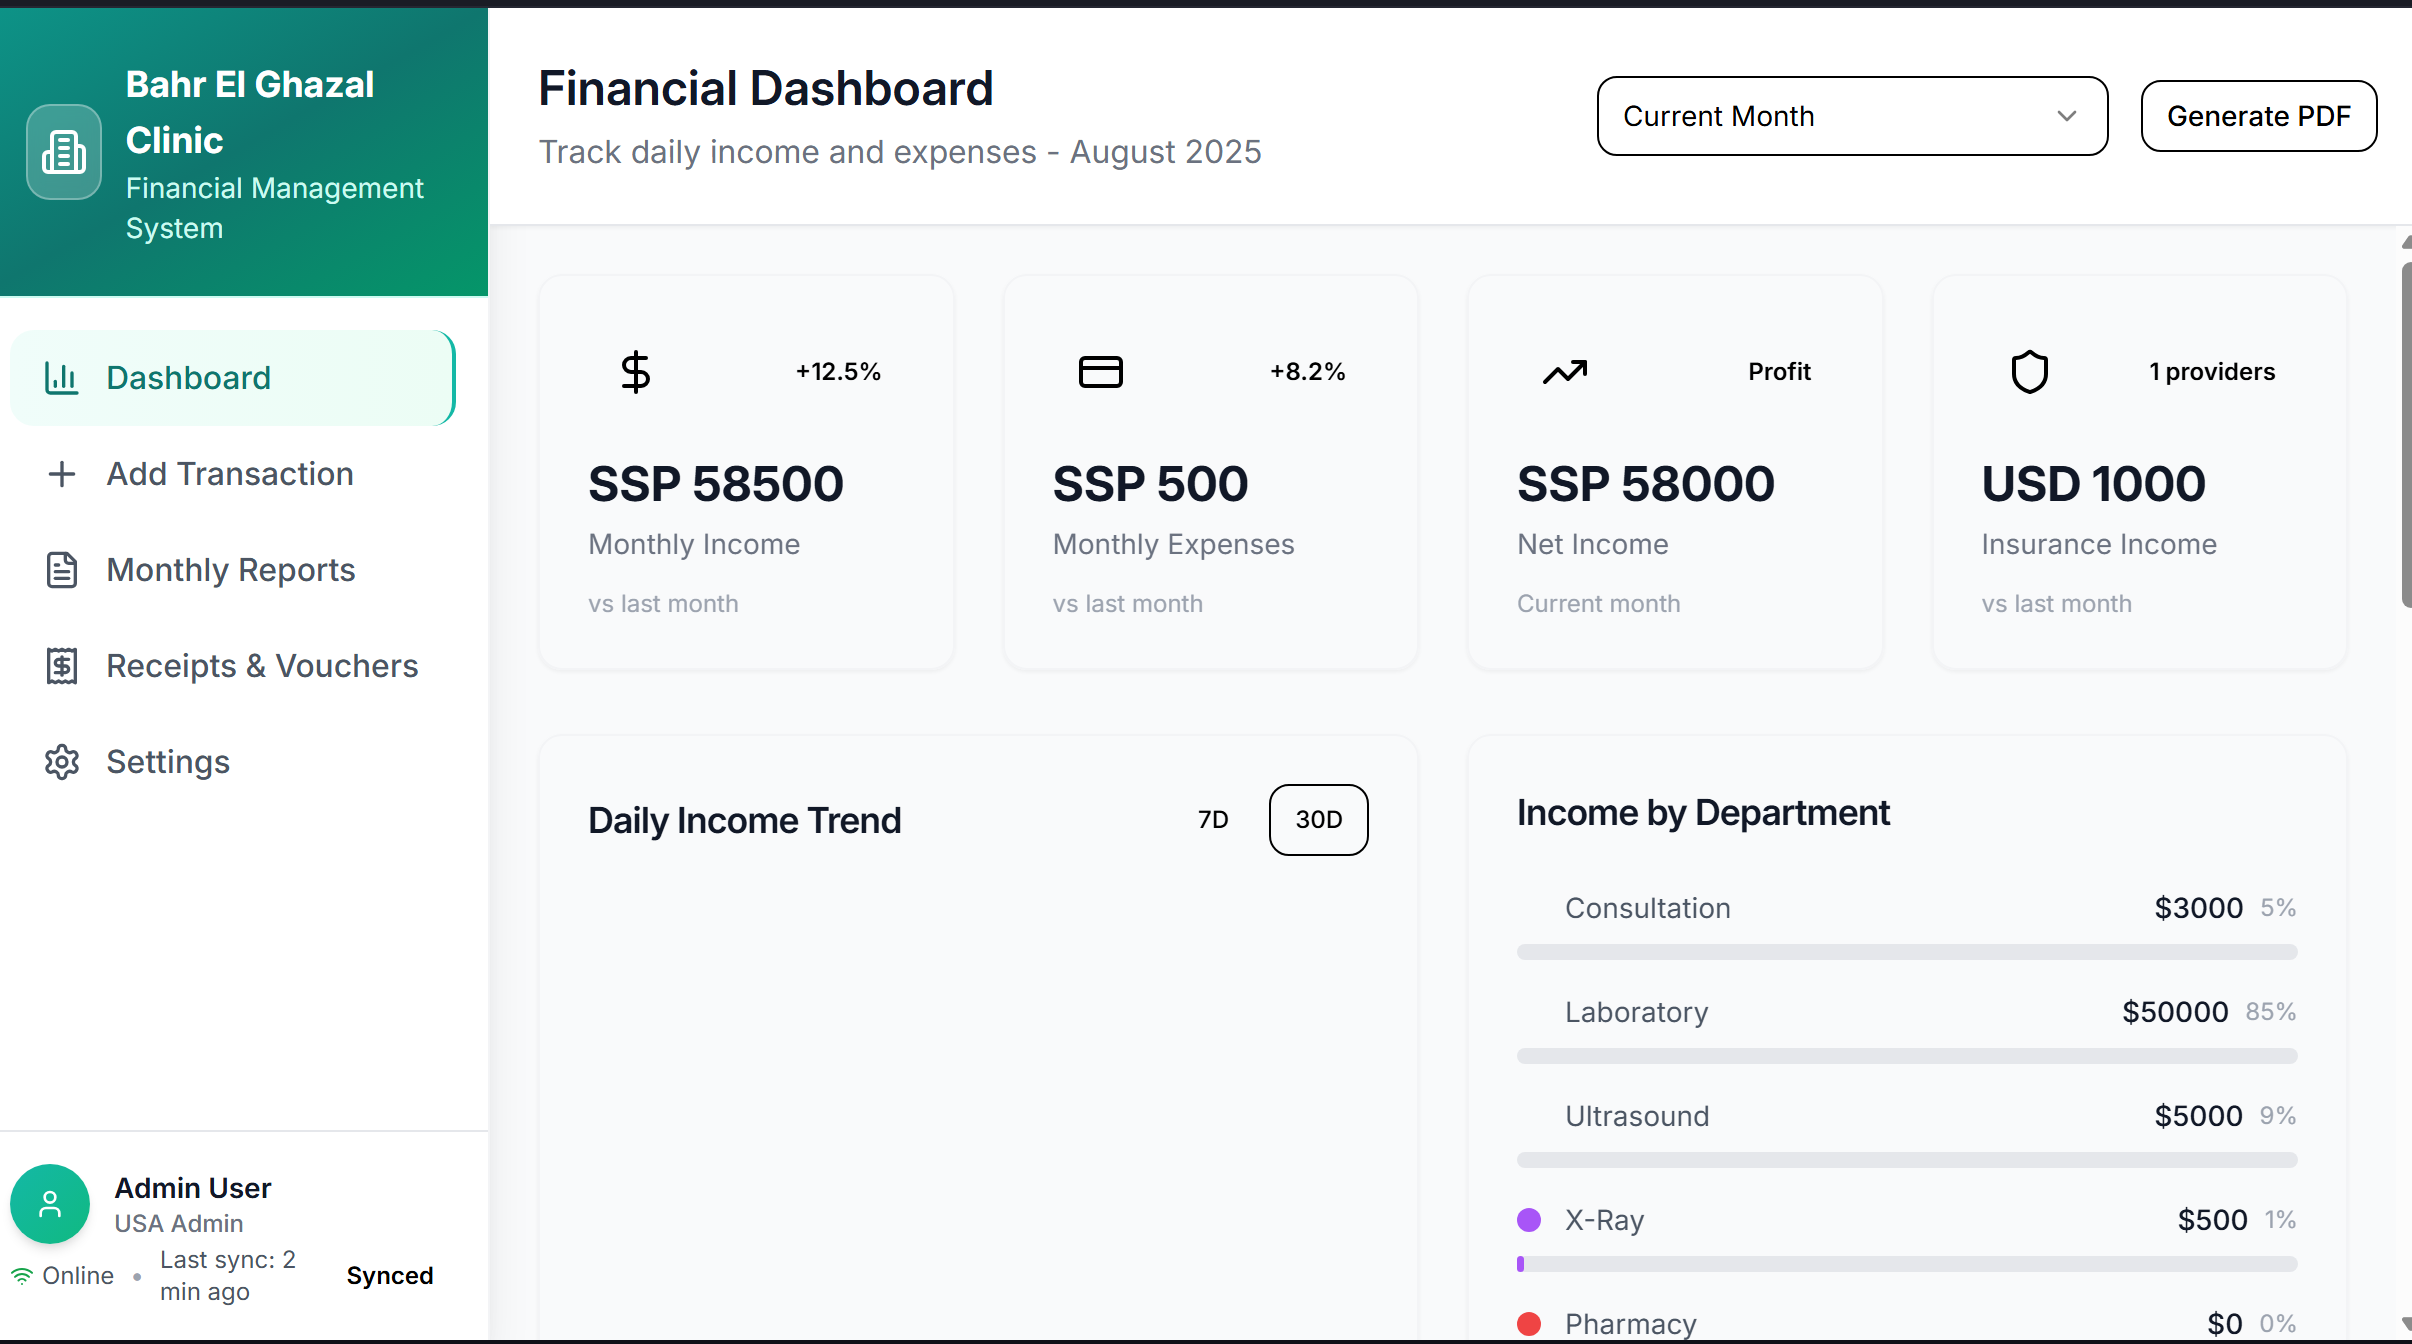 Bahr El Ghazal
Clinic
Financial Management
System
Dashboard
Add Transaction
Monthly Reports
Receipts & Vouchers
Settings
Admin User
USA Admin
Online
Last sync: 2
min ago
Synced
Financial Dashboard
Track daily income and expenses - August 2025
Current Month
Generate PDF
+12.5%
SSP 58500
Monthly Income
vs last month
+8.2%
SSP 500
Monthly Expenses
vs last month
Profit
SSP 58000
Net Income
Current month
1 providers
USD 1000
Insurance Income
vs last month
Daily Income Trend
7D
30D
Income by Department
Consultation $3000 5%
Laboratory $50000 85%
Ultrasound $5000 9%
X-Ray $500 1%
Pharmacy $0 0%